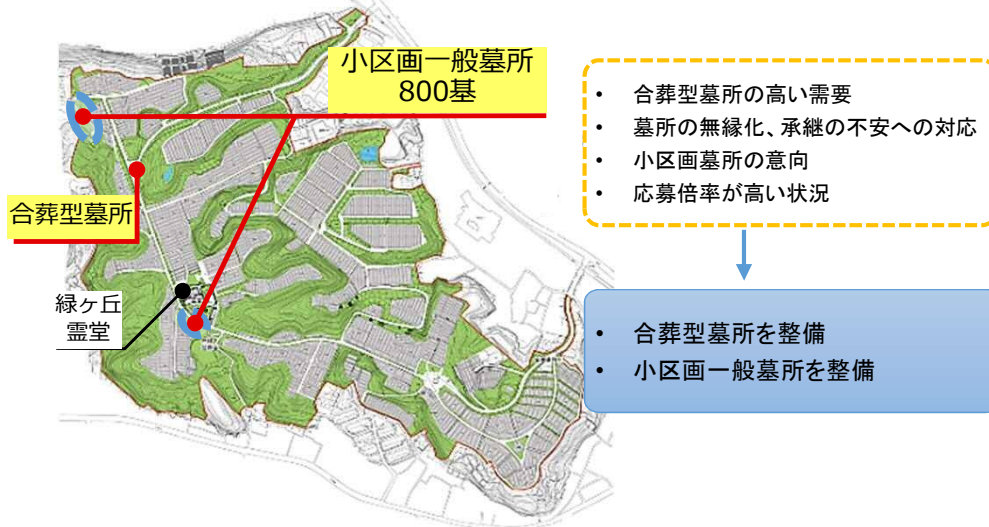 小区画一般墓所
800基
合葬型墓所
緑ヶ丘
霊堂
• 合葬型墓所の高い需要
• 墓所の無縁化、承継の不安への対応
• 小区画墓所の意向
• 応募倍率が高い状況
• 合葬型墓所を整備
• 小区画一般墓所を整備